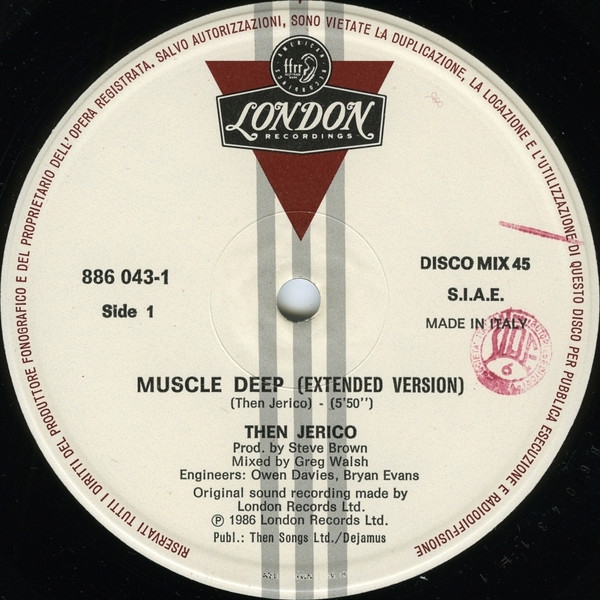 RISERVATI TUTTI I DIRITTI DEL PRODUTTORE FONOGRAFICO E DEL PROPRIETARIO DELL'OPERA REGISTRATA, SALVO AUTORIZZAZIONI, SONO VIETATE LA DUPLICAZIONE, LA LOCAZIONE E L'UTILIZZAZIONE DI QUESTO DISCO PER PUBBLICA ESECUZIONE E RADIODIFFUSIONE
AMERICAN RECORDINGS
ffrr
LONDON
RECORDINGS
886 043-1
Side 1
DISCO MIX 45
S.I.A.E.
MADE IN ITALY
6
MUSCLE DEEP (EXTENDED VERSION)
(Then Jerico) - (5'50'')
THEN JERICO
Prod. by Steve Brown
Mixed by Greg Walsh
Engineers: Owen Davies, Bryan Evans
Original sound recording made by
London Records Ltd.
Ⓟ 1986 London Records Ltd.
Publ.: Then Songs Ltd./Dejamus